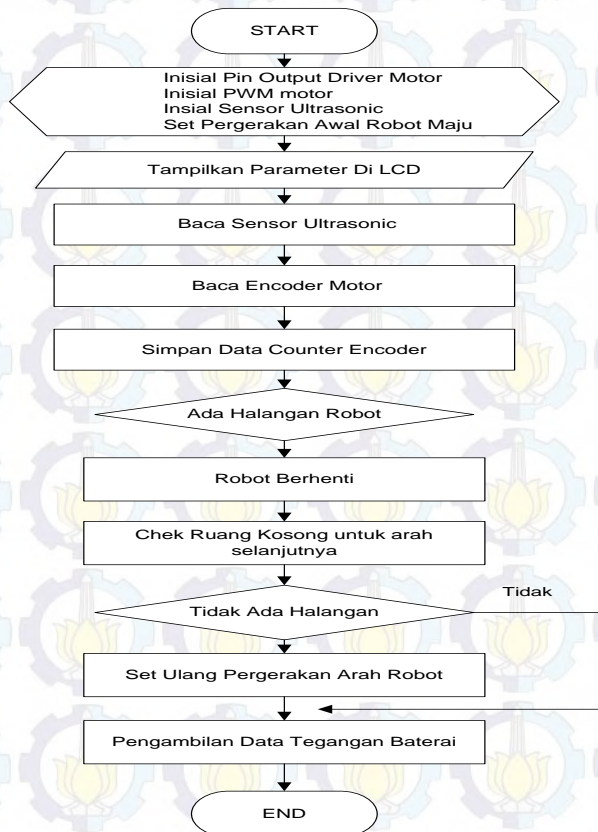 START
Inisial Pin Output Driver Motor
Inisial PWM motor
Insial Sensor Ultrasonic
Set Pergerakan Awal Robot Maju
Tampilkan Parameter Di LCD
Baca Sensor Ultrasonic
Baca Encoder Motor
Simpan Data Counter Encoder
Ada Halangan Robot
Robot Berhenti
Chek Ruang Kosong untuk arah
selanjutnya
Tidak Ada Halangan
Tidak
Set Ulang Pergerakan Arah Robot
Pengambilan Data Tegangan Baterai
END